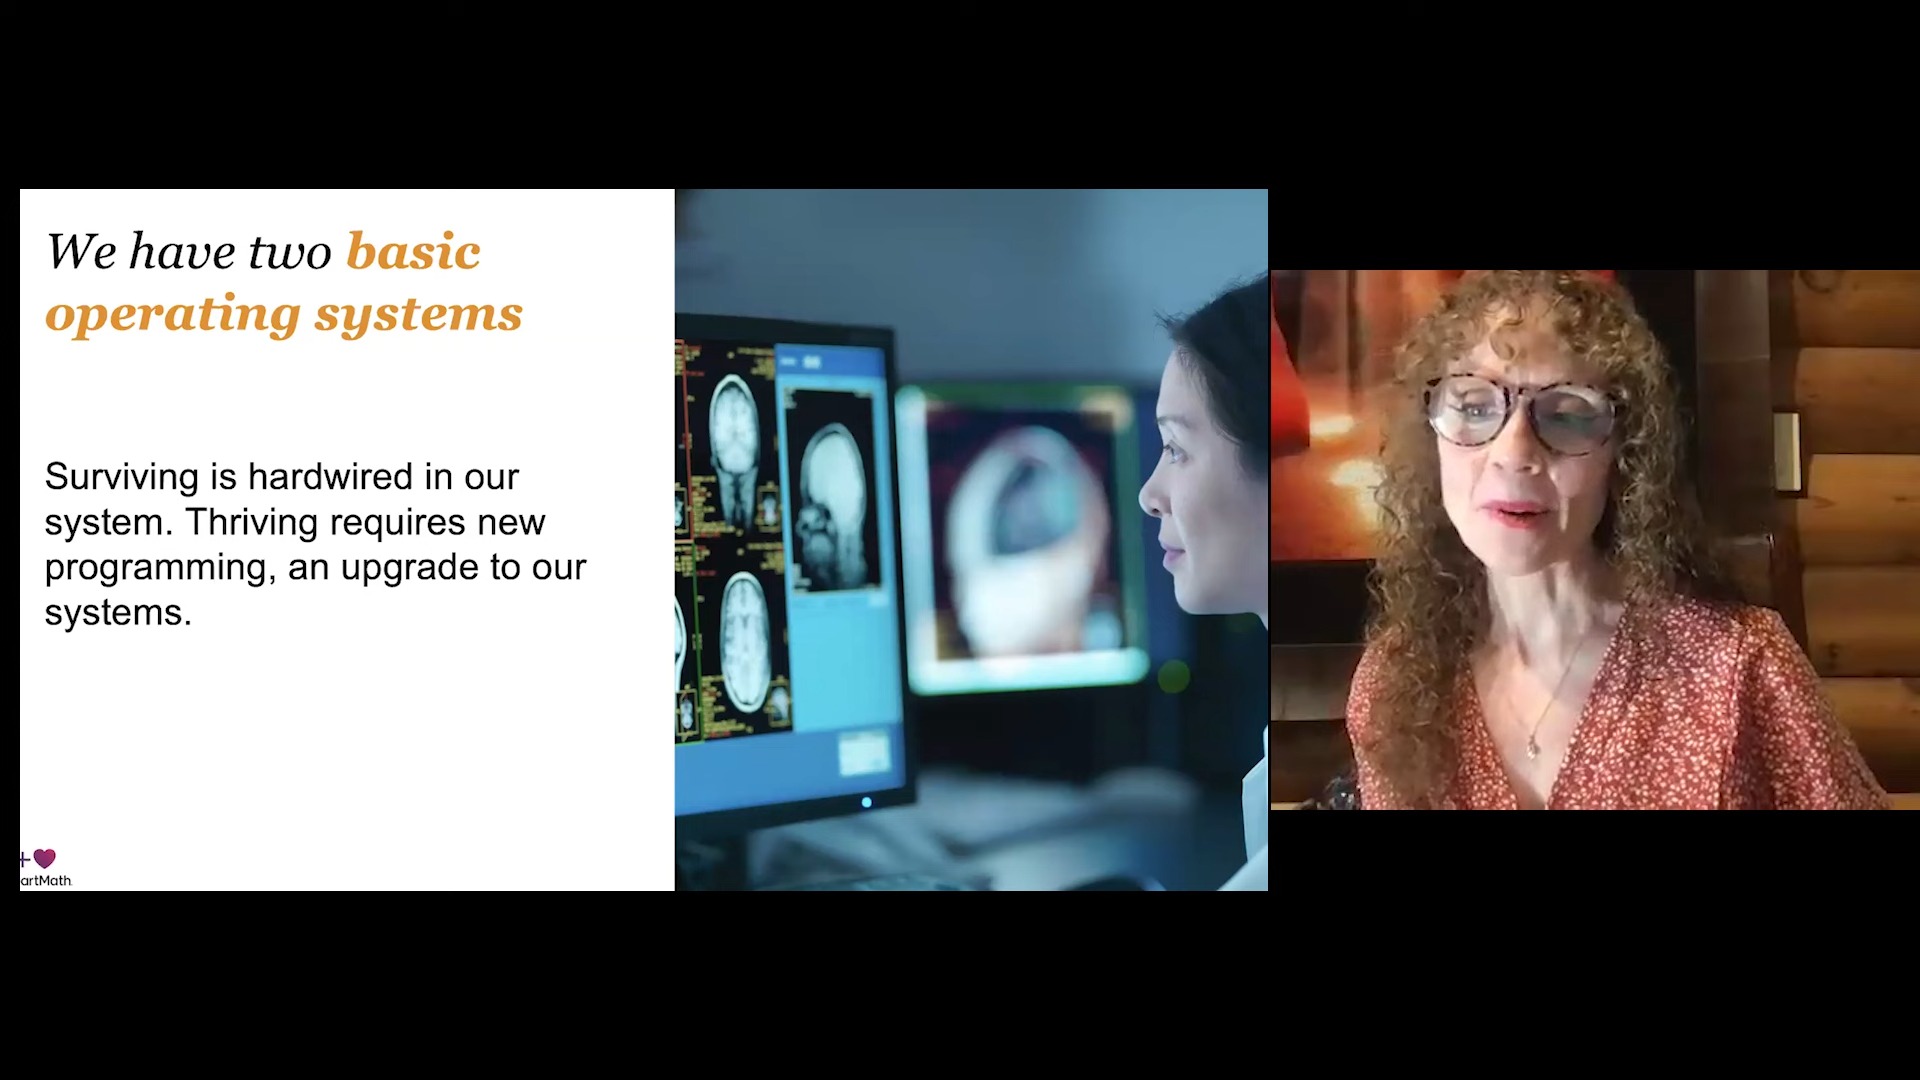 We have two basic
operating systems
Surviving is hardwired in our
system. Thriving requires new
programming, an upgrade to our
systems.
artMath